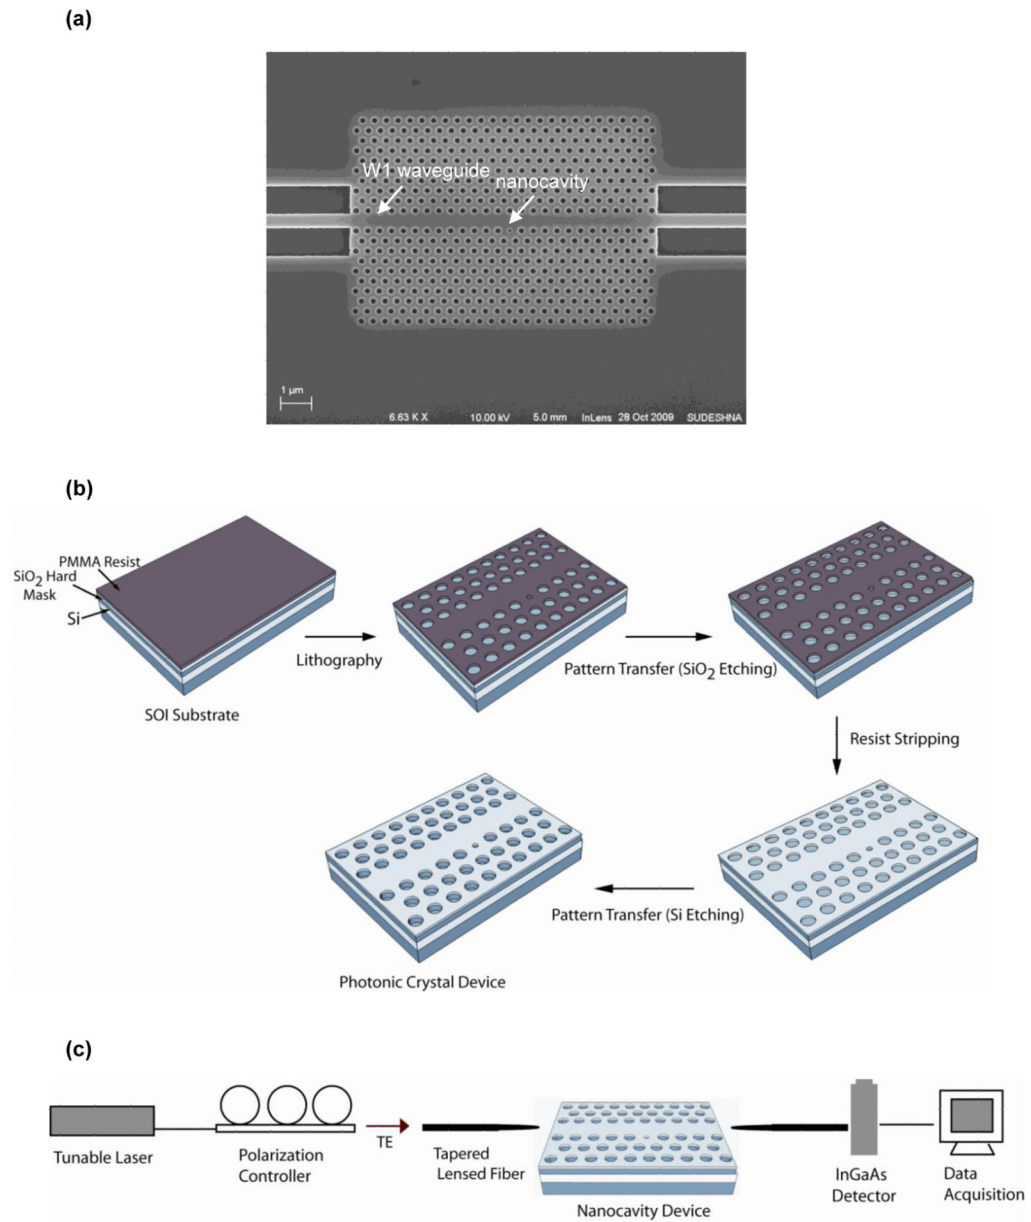 (a)
W1 waveguide
nanocavity
1 µm
6.63 K X 10.00 kV 5.0 mm InLens 28 Oct 2009 SUDESHNA
(b)
PMMA Resist
SiO2 Hard
Mask
Si
Lithography
Pattern Transfer (SiO2 Etching)
SOI Substrate
Resist Stripping
Pattern Transfer (Si Etching)
Photonic Crystal Device
(c)
Tunable Laser
Polarization
Controller
TE
Tapered
Lensed Fiber
Nanocavity Device
InGaAs
Detector
Data
Acquisition